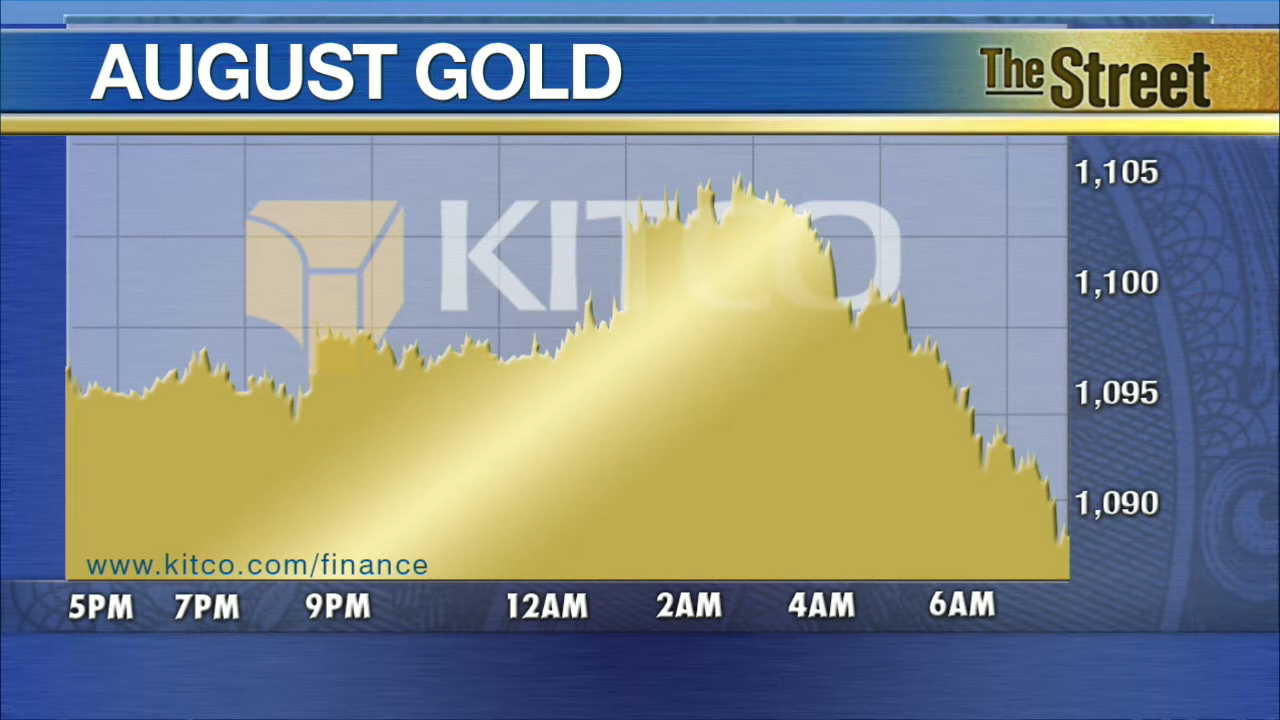 AUGUST GOLD
The Street
KITCO
1,105
1,100
1,095
1,090
www.kitco.com/finance
5PM 7PM 9PM 12AM 2AM 4AM 6AM